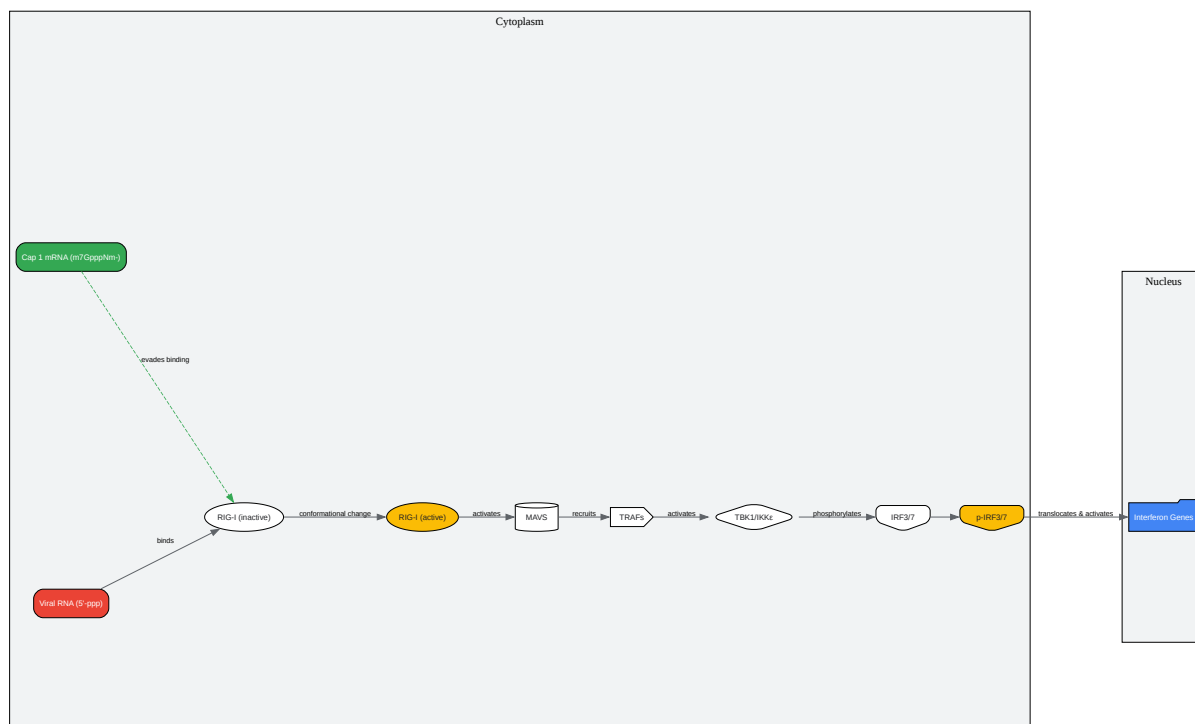 Cytoplasm
Nucleus
Cap 1 mRNA (m7GpppNm-)
evades binding
RIG-I (inactive)
conformational change
RIG-I (active)
activates
MAVS
recruits
TRAFs
activates
TBK1/IKKε
phosphorylates
IRF3/7
p-IRF3/7
translocates & activates
Interferon Genes
binds
Viral RNA (5'-ppp)